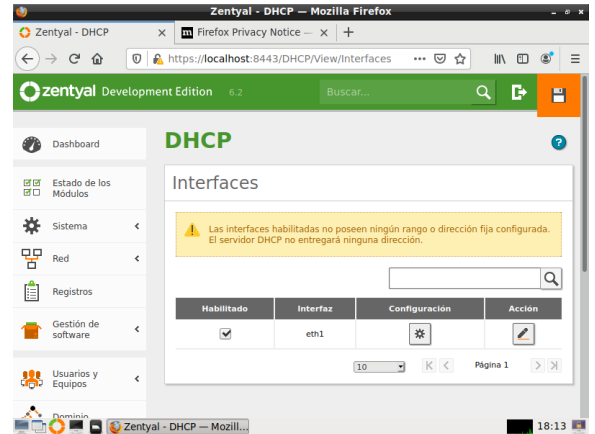 Zentyal - DHCP — Mozilla Firefox
Zentyal - DHCP
Firefox Privacy Notice —
https://localhost:8443/DHCP/View/Interfaces
zentyal Development Edition 6.2
Buscar...
Dashboard
Estado de los
Módulos
Sistema
Red
Registros
Gestión de
software
Usuarios y
Equipos
Dominio
DHCP
Interfaces
Las interfaces habilitadas no poseen ningún rango o dirección fija configurada.
El servidor DHCP no entregará ninguna dirección.
Habilitado Interfaz Configuración Acción
eth1
10 Página 1
Zentyal - DHCP — Mozill... 18:13